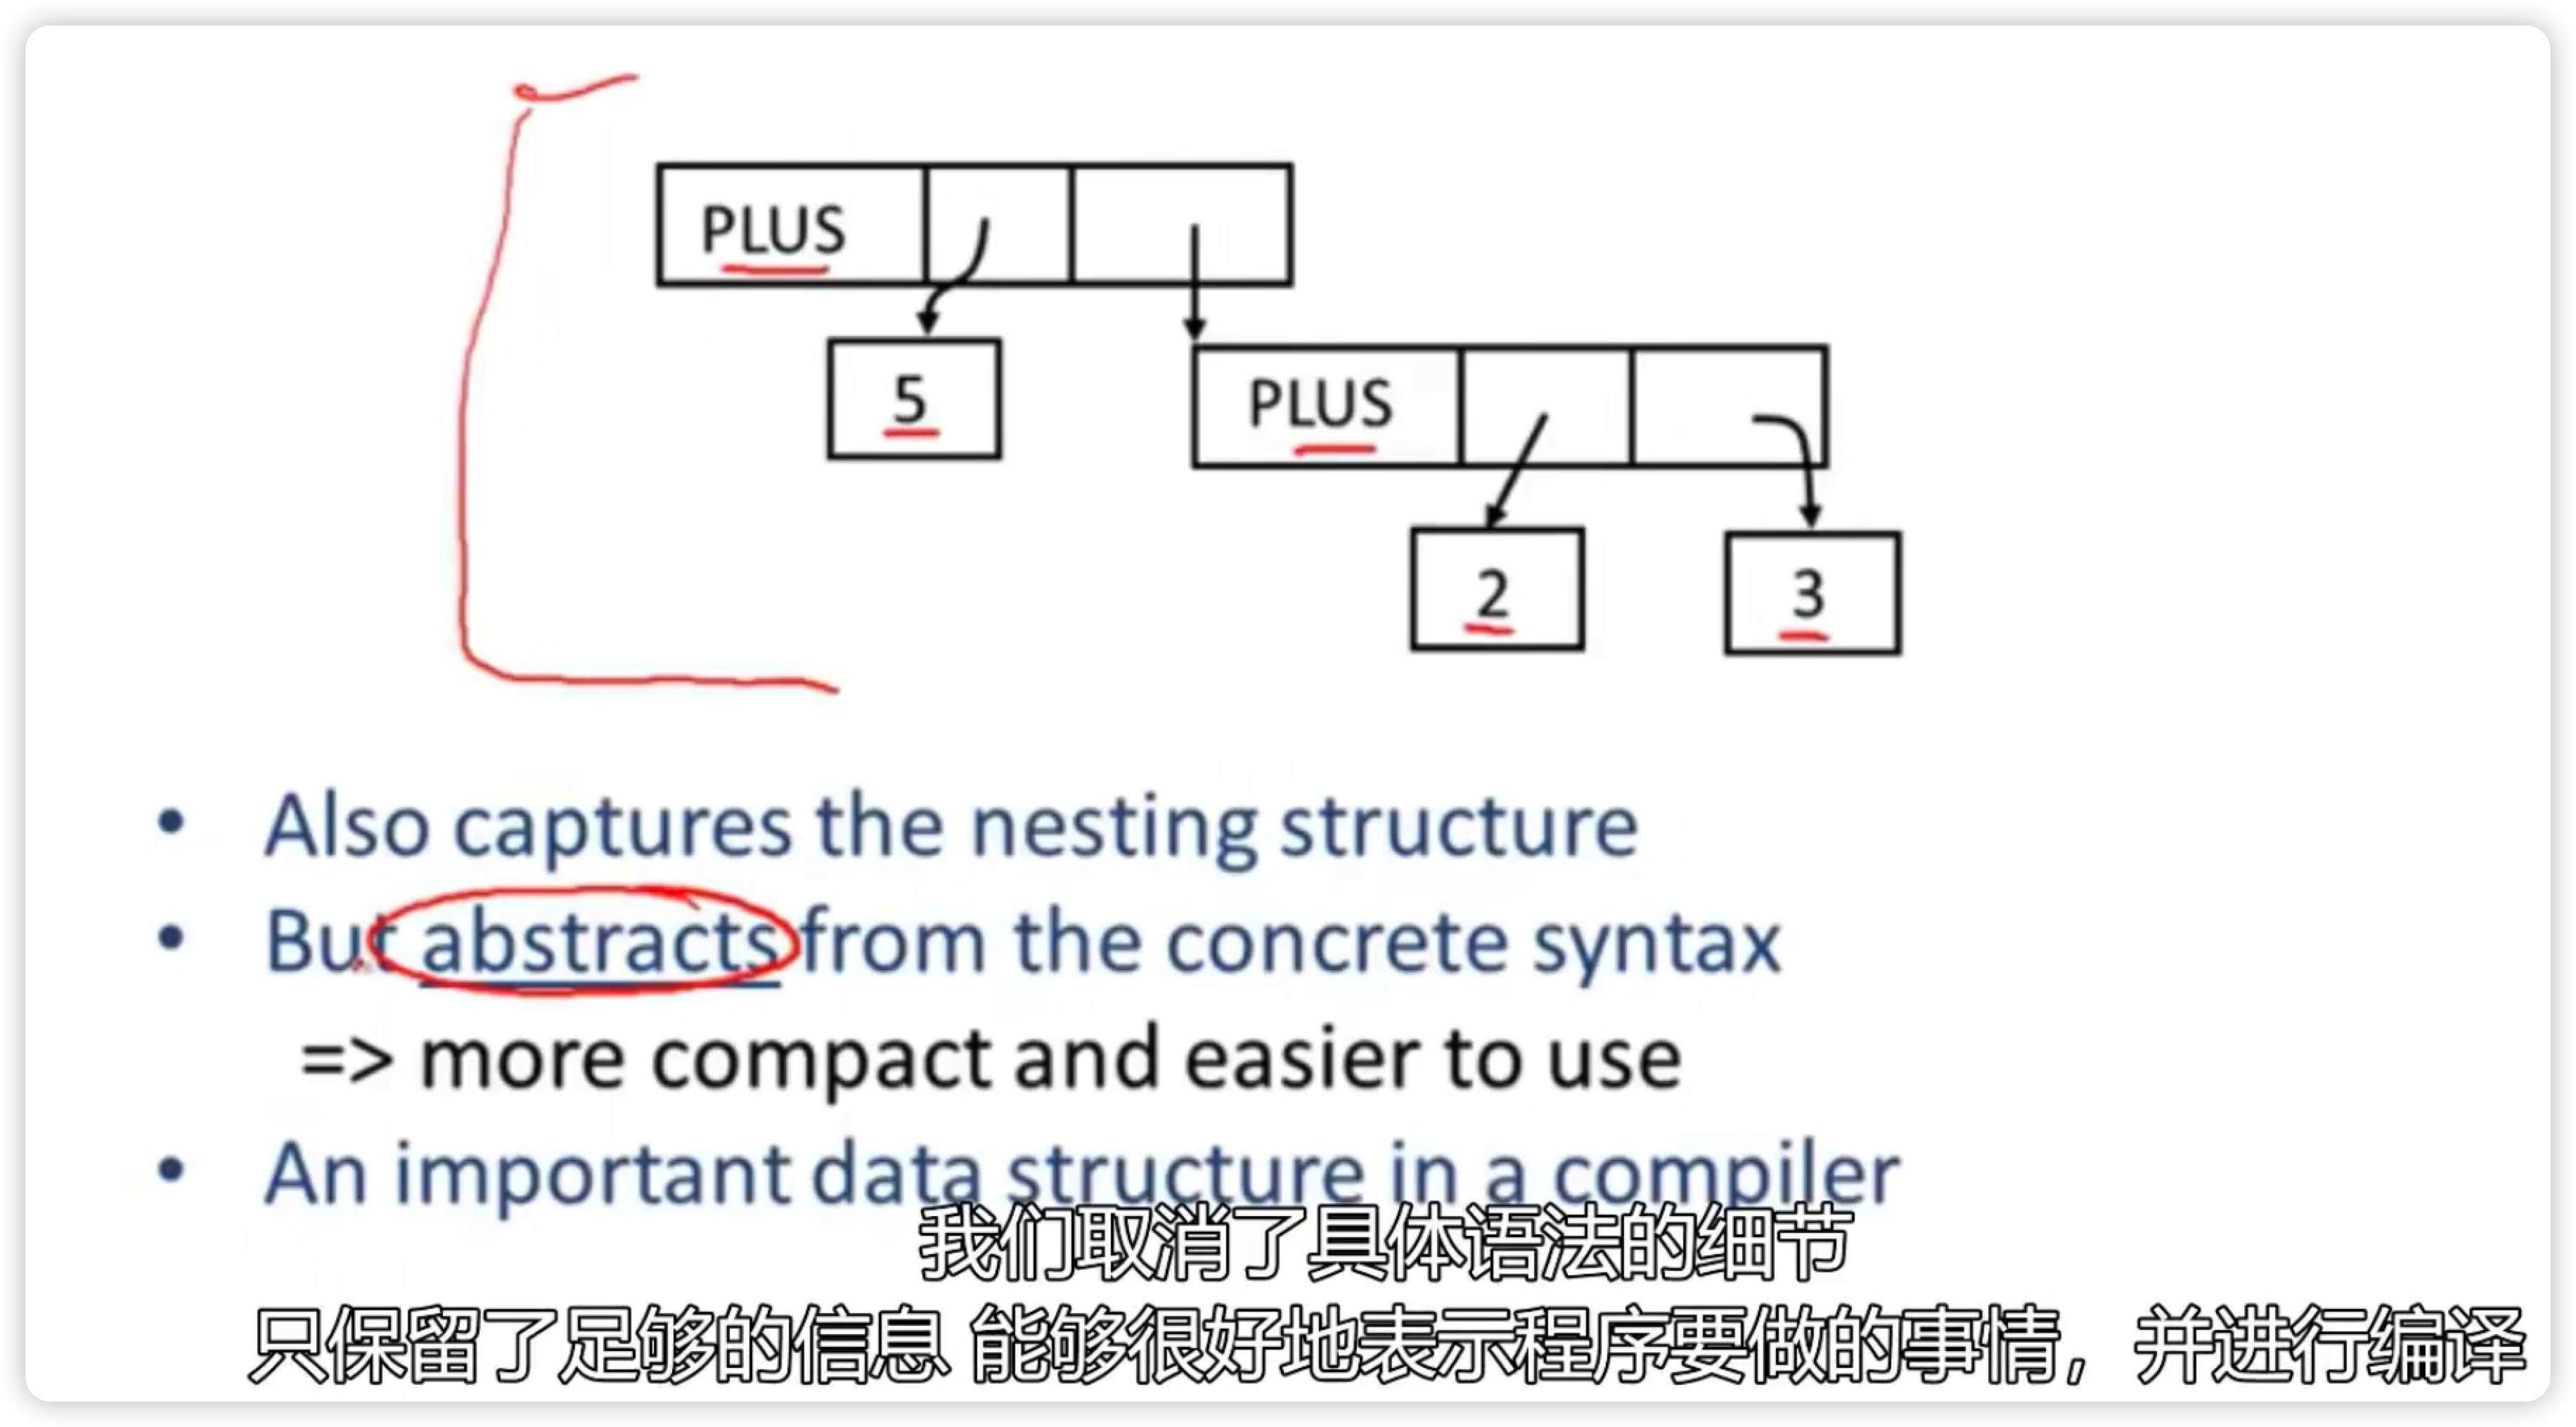 PLUS
5
PLUS
2
3
• Also captures the nesting structure
• But abstracts from the concrete syntax
=> more compact and easier to use
• An important data structure in a compiler
我们取消了具体语法的细节
只保留了足够的信息 能够很好地表示程序要做的事情，并进行编译